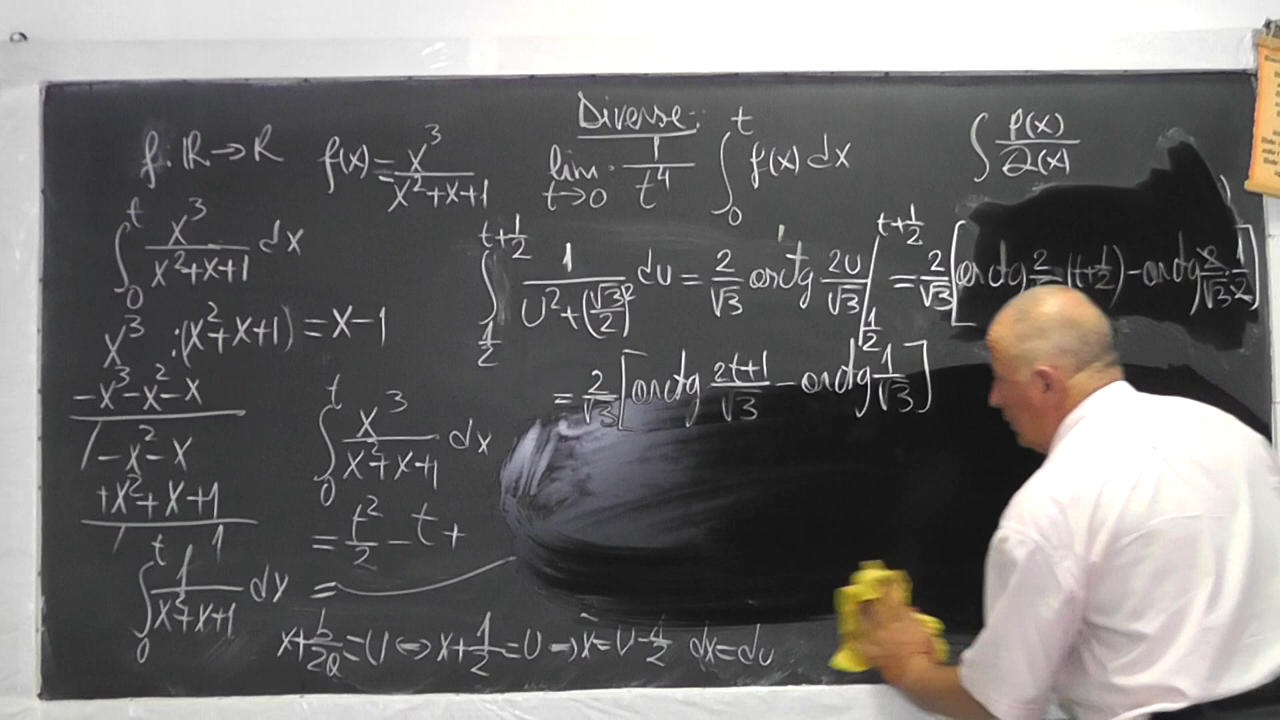 Diverse:
f: ℝ → ℝ f(x) = x³/(x²+x+1) lim t→0 1/t⁴ ∫₀ᵗ f(x) dx ∫ P(x)/Q(x)
∫₀ᵗ x³/(x²+x+1) dx
∫_{1/2}^{t+1/2} 1/(U²+(√3/2)²) du = 2/√3 arctg 2U/√3 |_{1/2}^{t+1/2} = 2/√3 [arctg 2/ (t+1/2) - arctg 2/√3·1/2]
= 2/√3 [arctg (2t+1)/√3 - arctg 1/√3]
x³ : (x²+x+1) = x-1
-x³-x²-x
/ -x²-x
+x²+x+1
/ / 1
∫₀ᵗ x³/(x²+x+1) dx
= t²/2 - t +
∫₀ᵗ 1/(x²+x+1) dy =
x + b/2a = U ⇔ x + 1/2 = U ⇒ x = U - 1/2 dx = du